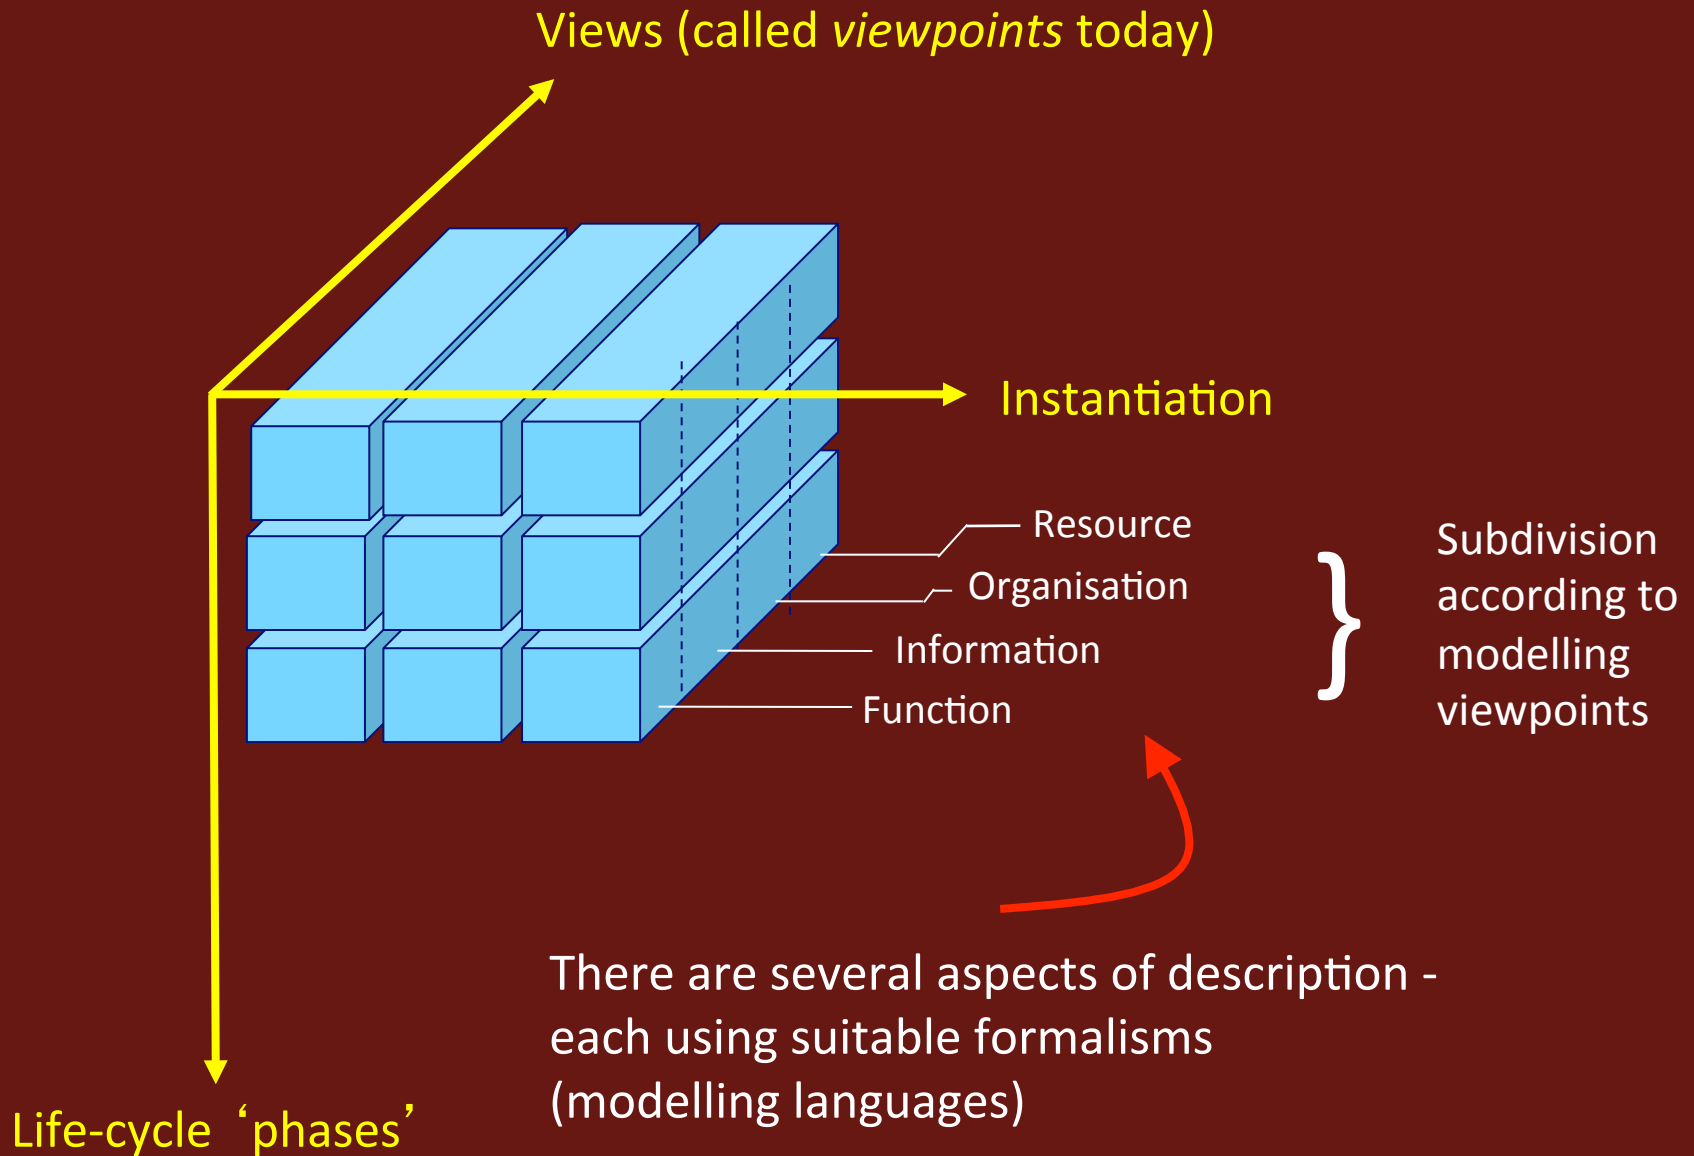 Views (called viewpoints today)
Instantiation
Resource
Organisation
Information
Function
}
Subdivision
according to
modelling
viewpoints
There are several aspects of description -
each using suitable formalisms
(modelling languages)
Life-cycle ‘phases’